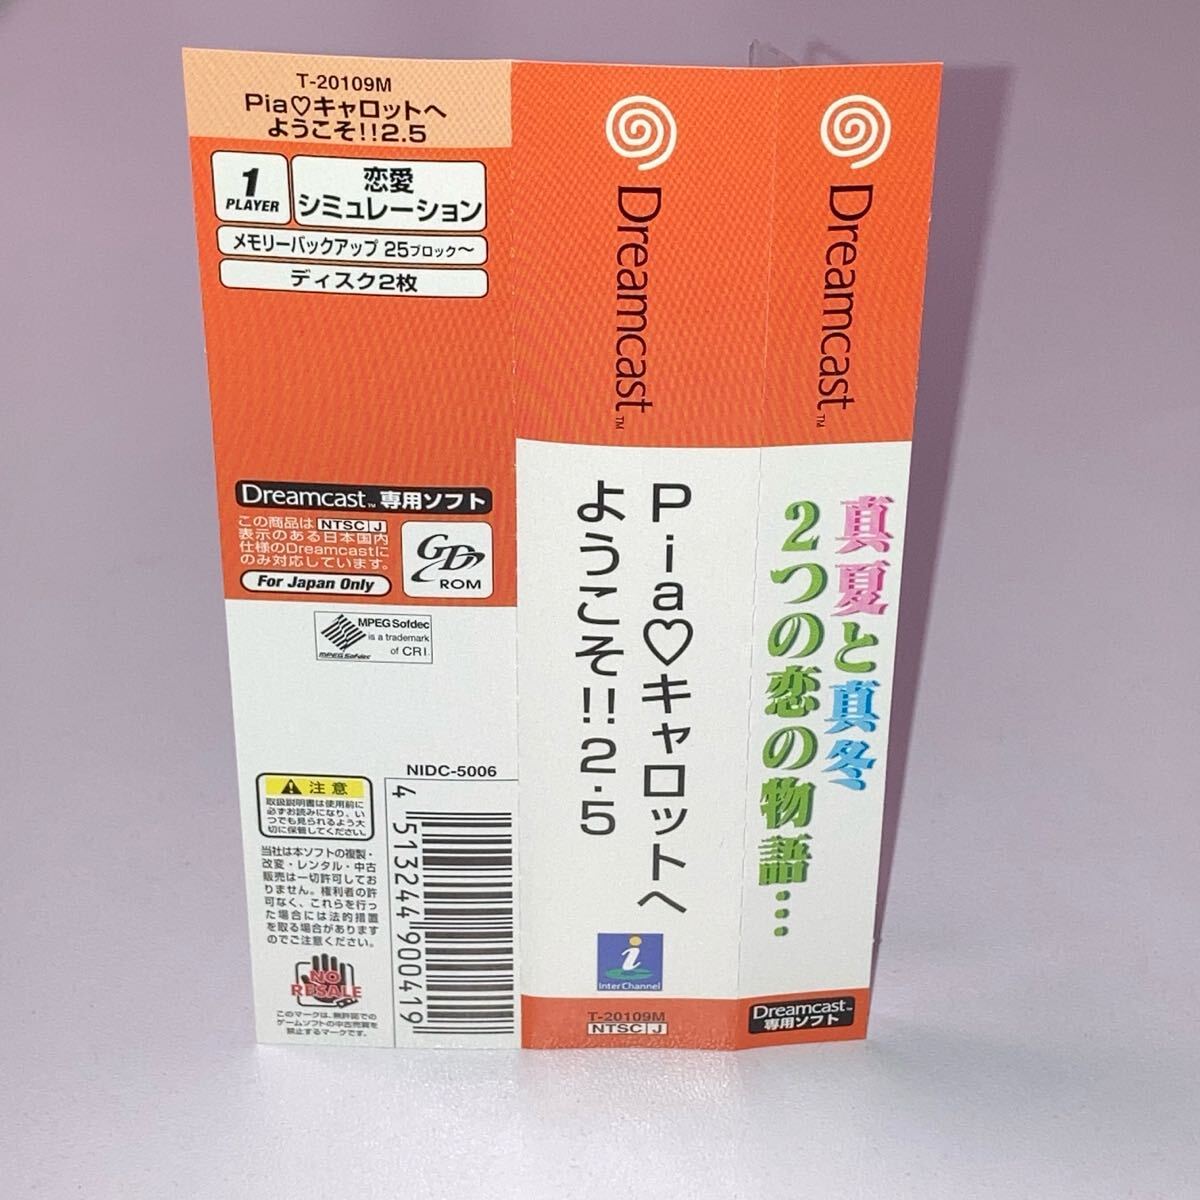 T-20109M
Pia♡キャロットへ
ようこそ!!2.5
1
PLAYER
恋愛
シミュレーション
メモリーバックアップ 25ブロック〜
ディスク2枚
Dreamcast™ 専用ソフト
この商品は NTSC J
表示のある日本国内
仕様のDreamcastに
のみ対応しています。
For Japan Only
GD
ROM
MPEG Sofdec
is a trademark
of CRI.
MPEG Sofdec
NIDC-5006
注意
取扱説明書は使用前に
必ずお読みになり、い
つでも見られるよう大
切に保管してください。
当社は本ソフトの複製・
改変・レンタル・中古
販売は一切許可してお
りません。権利者の許
可なく、これらを行っ
た場合には法的措置
を取る場合があります
のでご注意ください。
NO
RESALE
このマークは、無許諾での
ゲームソフトの中古売買を
禁止するマークです。
4 513244 900419
Dreamcast™
Pia♡キャロットへ
ようこそ!!2.5
i
InterChannel
T-20109M
NTSC J
Dreamcast™
真夏と真冬
2つの恋の物語…
Dreamcast™
専用ソフト